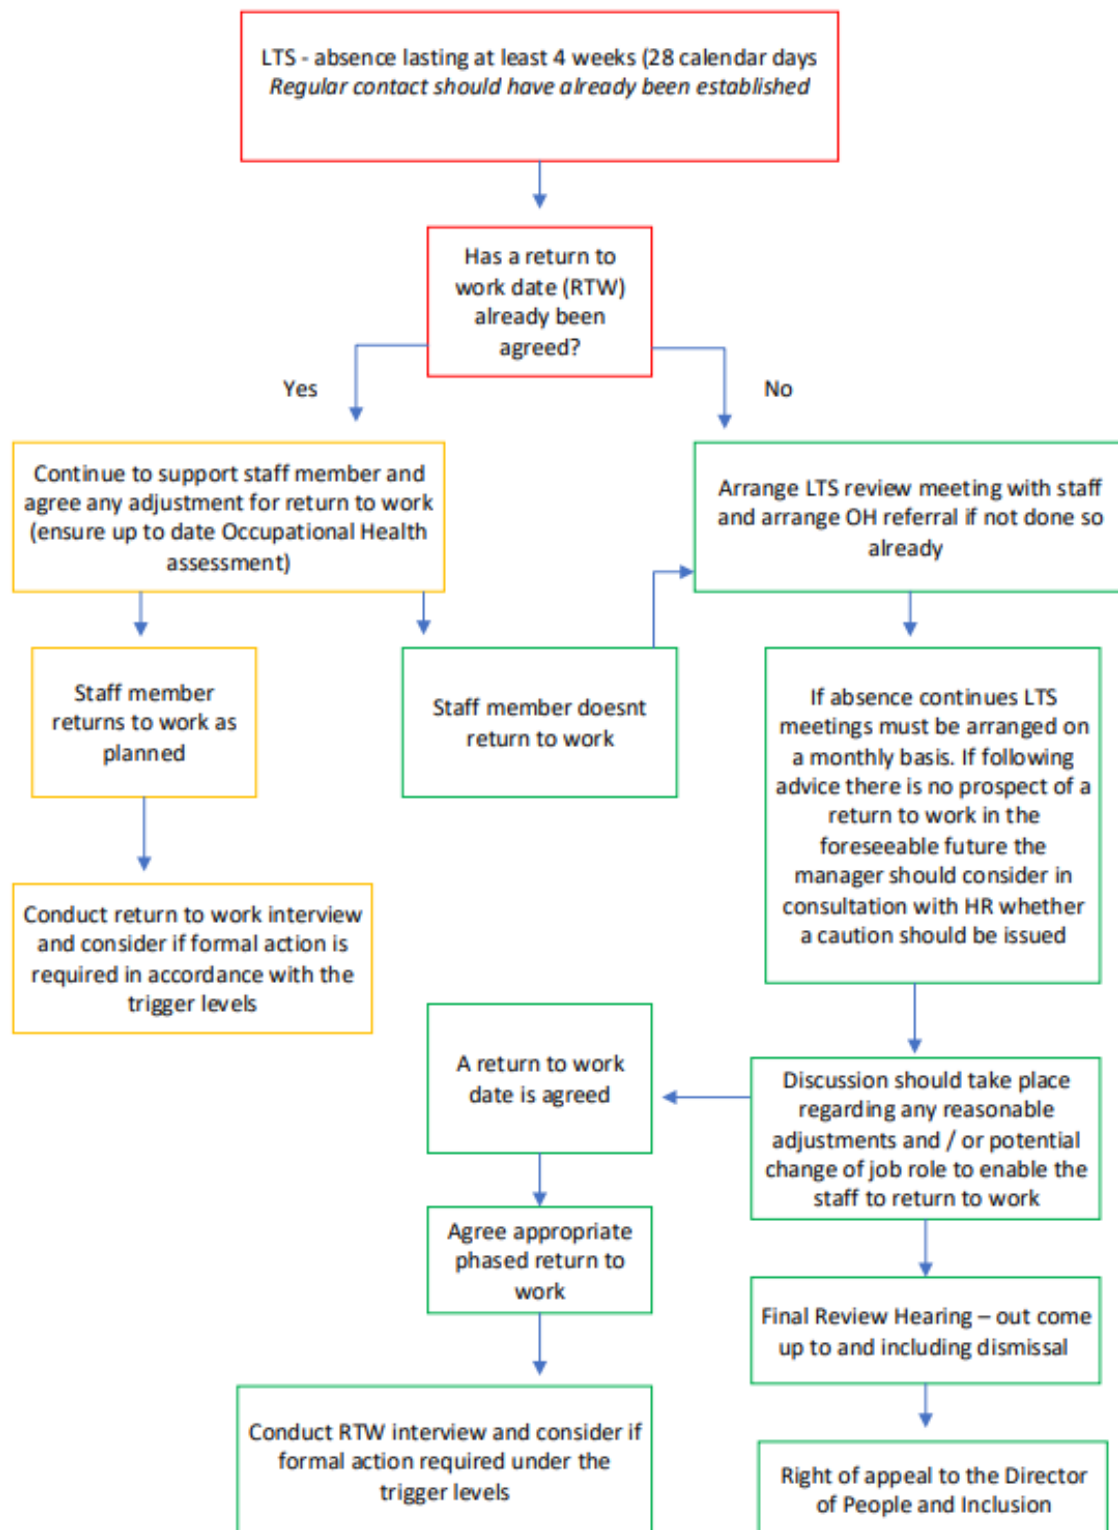 LTS - absence lasting at least 4 weeks (28 calendar days
Regular contact should have already been established
Has a return to
work date (RTW)
already been
agreed?
Yes
No
Continue to support staff member and
agree any adjustment for return to work
(ensure up to date Occupational Health
assessment)
Arrange LTS review meeting with staff
and arrange OH referral if not done so
already
Staff member
returns to work as
planned
Staff member doesnt
return to work
If absence continues LTS
meetings must be arranged on
a monthly basis. If following
advice there is no prospect of a
return to work in the
foreseeable future the
manager should consider in
consultation with HR whether
a caution should be issued
Conduct return to work interview
and consider if formal action is
required in accordance with the
trigger levels
A return to work
date is agreed
Discussion should take place
regarding any reasonable
adjustments and / or potential
change of job role to enable the
staff to return to work
Agree appropriate
phased return to
work
Final Review Hearing – out come
up to and including dismissal
Conduct RTW interview and consider if
formal action required under the
trigger levels
Right of appeal to the Director
of People and Inclusion